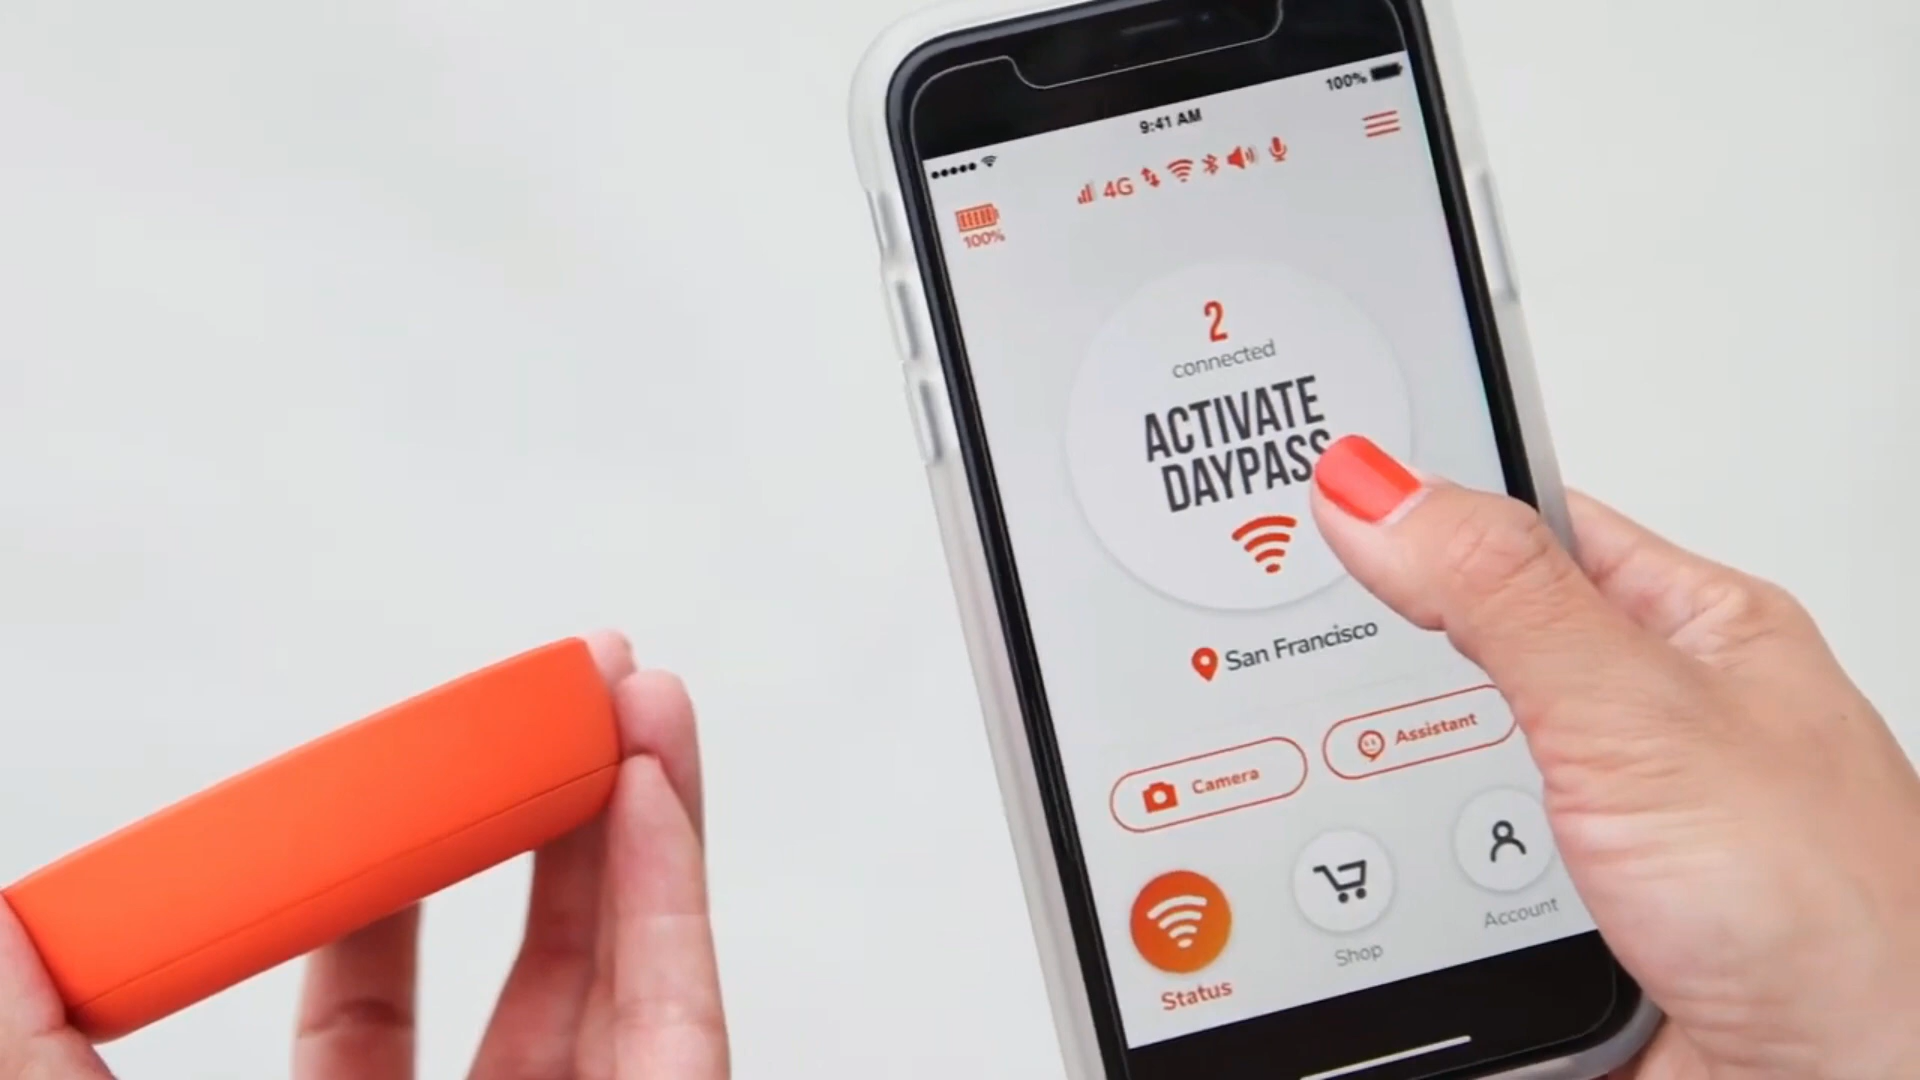 9:41 AM
100%
4G
100%
2
connected
ACTIVATE
DAYPASS
San Francisco
Camera
Assistant
Status
Shop
Account